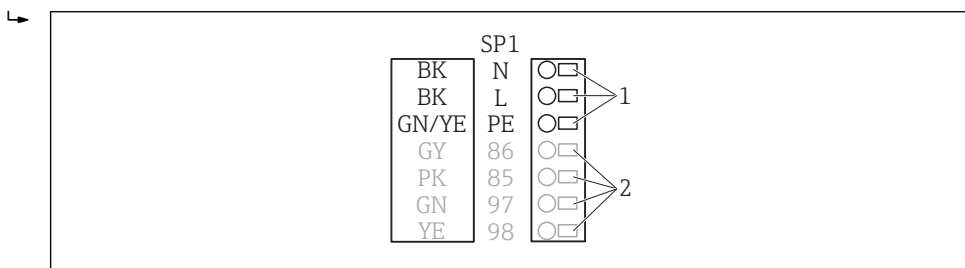 SP1
BK N
BK L 1
GN/YE PE
GY 86
PK 85 2
GN 97
YE 98